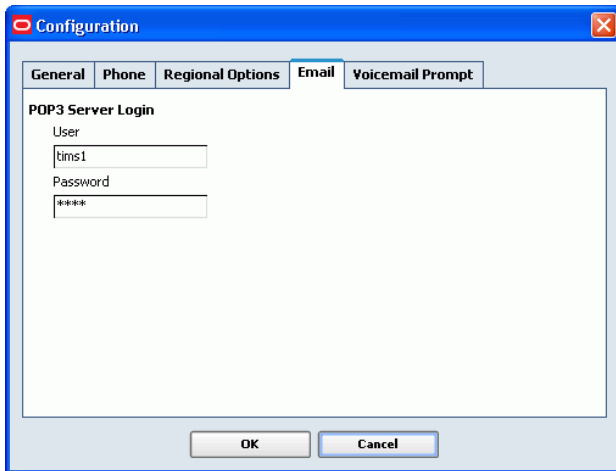 Configuration
General Phone Regional Options Email Voicemail Prompt
POP3 Server Login
User
tims1
Password
****
OK Cancel